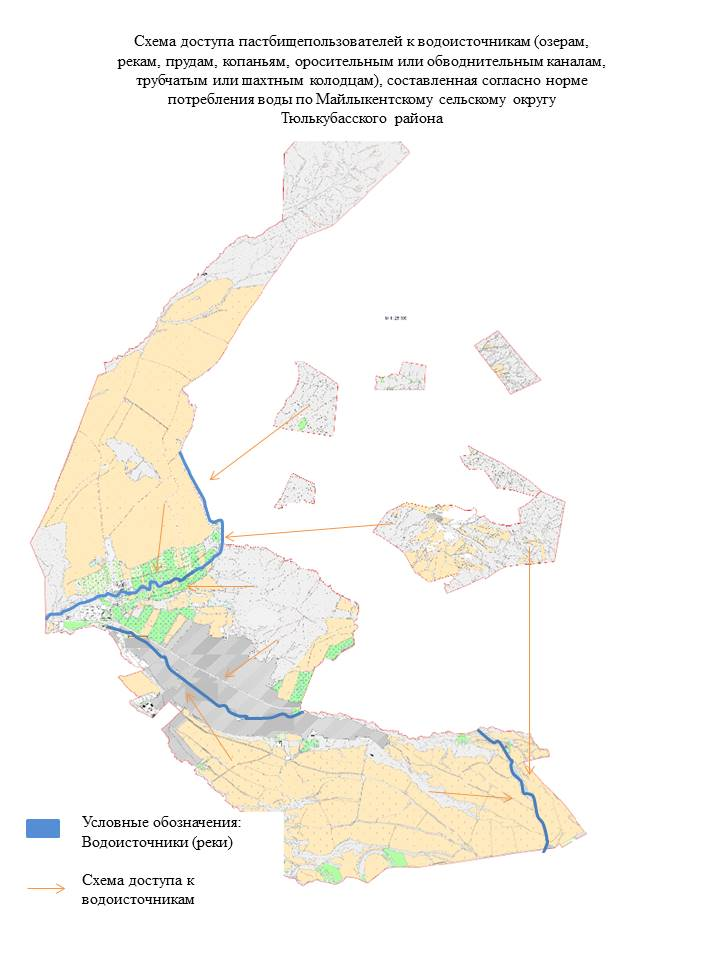 Схема доступа пастбищепользователей к водоисточникам (озерам,
рекам, прудам, копаньям, оросительным или обводнительным каналам,
трубчатым или шахтным колодцам), составленная согласно норме
потребления воды по Майлыкентскому сельскому округу
Тюлькубасского района
Условные обозначения:
Водоисточники (реки)
Схема доступа к
водоисточникам